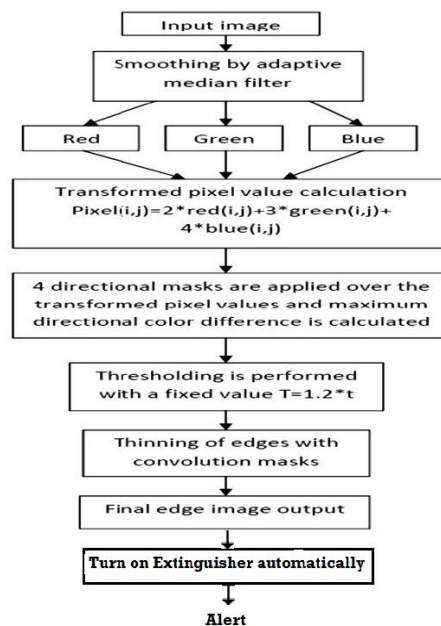 Input image
Smoothing by adaptive
median filter
Red
Green
Blue
Transformed pixel value calculation
Pixel(i,j)=2*red(i,j)+3*green(i,j)+
4*blue(i,j)
4 directional masks are applied over the
transformed pixel values and maximum
directional color difference is calculated
Thresholding is performed
with a fixed value T=1.2*t
Thinning of edges with
convolution masks
Final edge image output
Turn on Extinguisher automatically
Alert